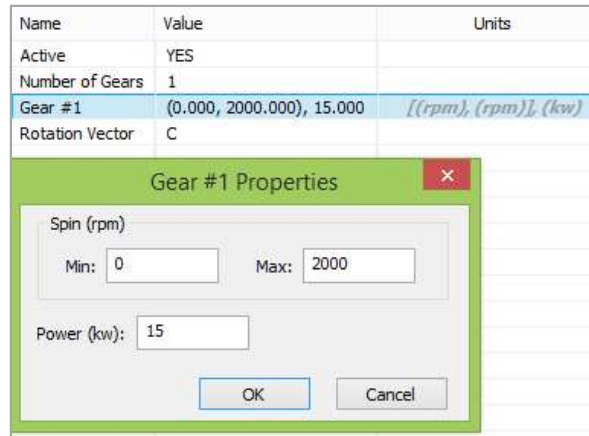 Name Value Units
Active YES
Number of Gears 1
Gear #1 (0.000, 2000.000), 15.000 [(rpm), (rpm)], (kw)
Rotation Vector C
Gear #1 Properties
Spin (rpm)
Min: 0 Max: 2000
Power (kw): 15
OK Cancel